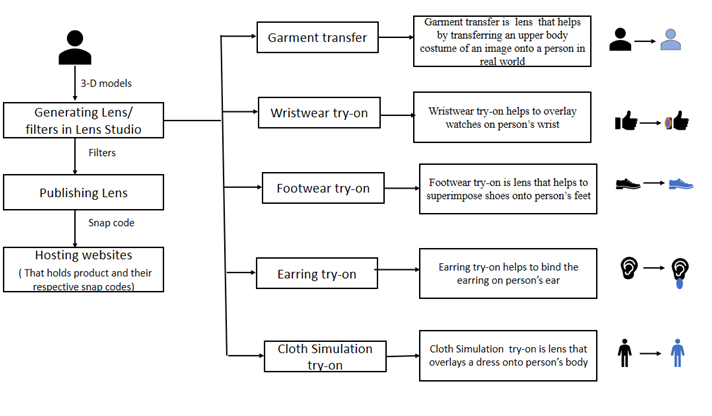 3-D models
Generating Lens/
filters in Lens Studio
Filters
Publishing Lens
Snap code
Hosting websites
( That holds product and their
respective snap codes)
Garment transfer
Garment transfer is lens that helps
by transferring an upper body
costume of an image onto a person in
real world
Wristwear try-on
Wristwear try-on helps to overlay
watches on person's wrist
Footwear try-on
Footwear try-on is lens that helps to
superimpose shoes onto person's feet
Earring try-on
Earring try-on helps to bind the
earring on person's ear
Cloth Simulation
try-on
Cloth Simulation try-on is lens that
overlays a dress onto person's body